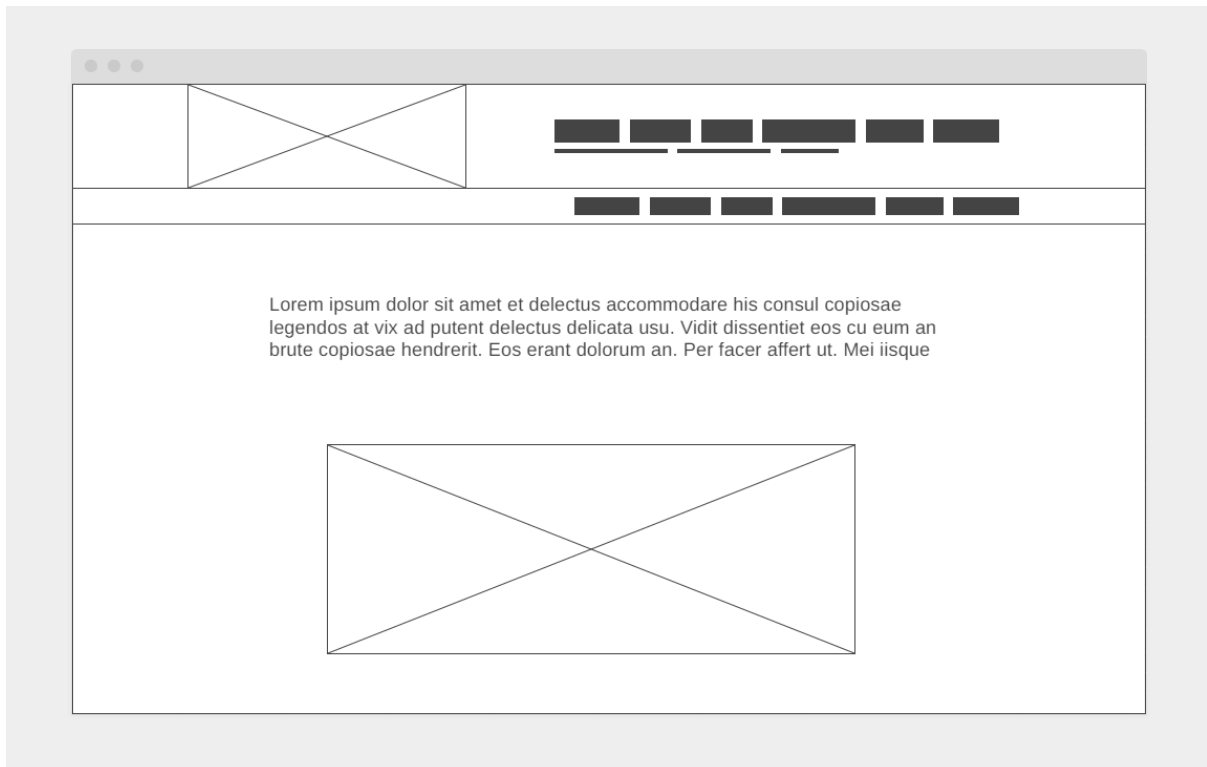 Lorem ipsum dolor sit amet et delectus accommodare his consul copiosae
legendos at vix ad putent delectus delicata usu. Vidit dissentiet eos cu eum an
brute copiosae hendrerit. Eos erant dolorum an. Per facer affert ut. Mei iisque